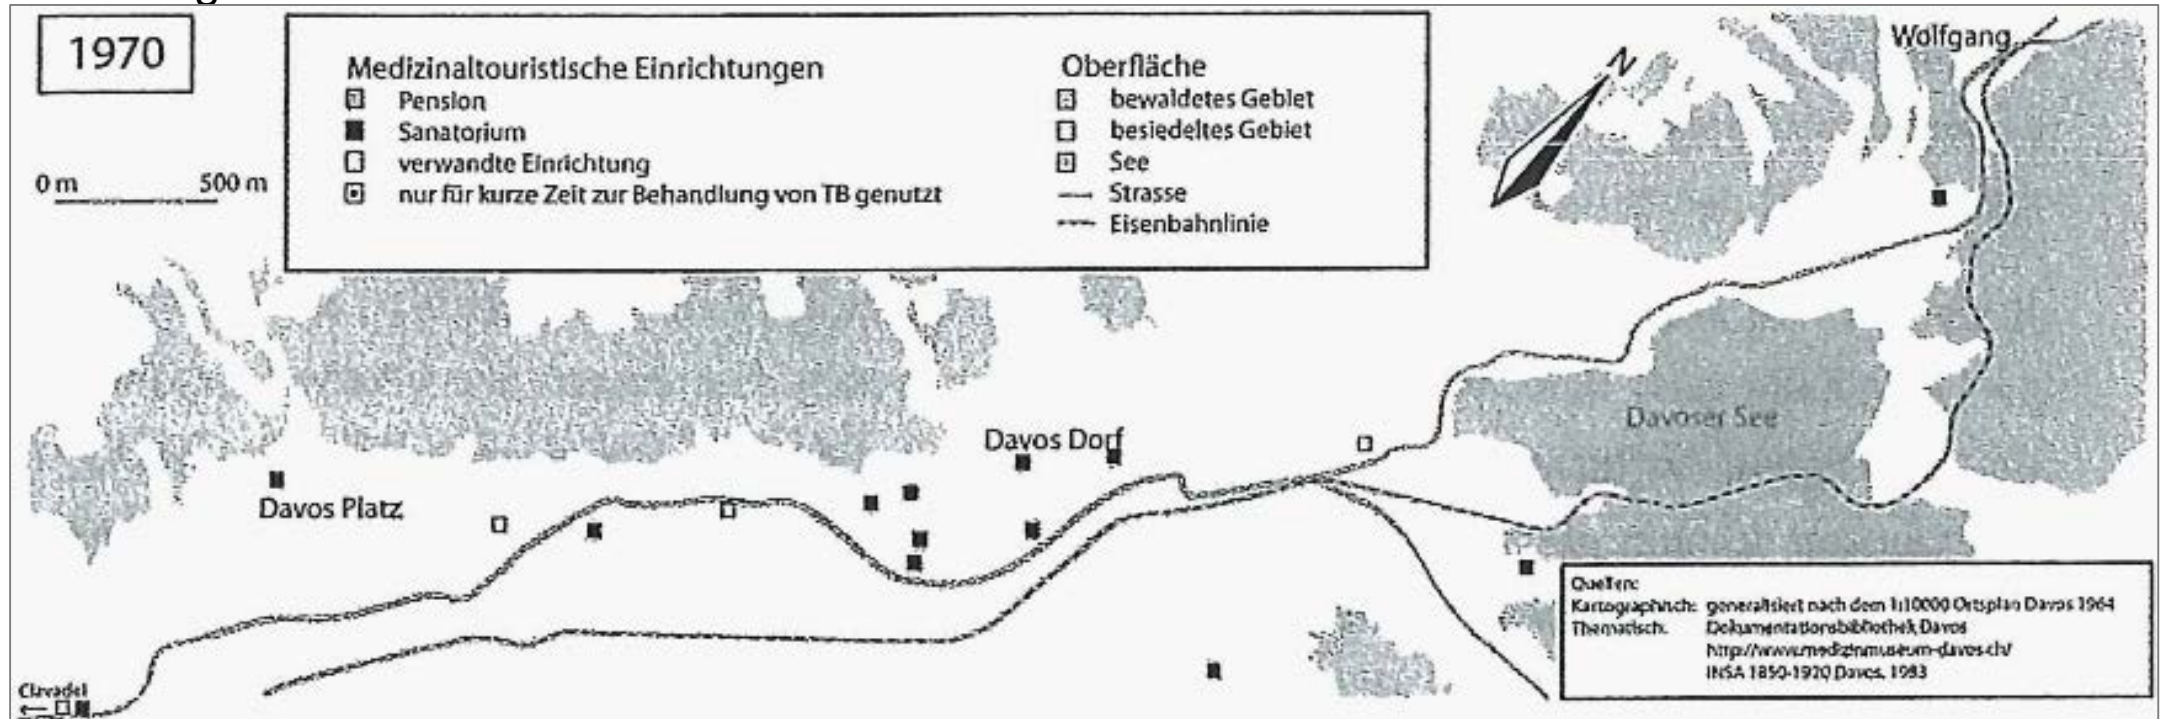 1970
0 m 500 m
Medizinaltouristische Einrichtungen
Pension
Sanatorium
verwandte Einrichtung
nur für kurze Zeit zur Behandlung von TB genutzt
Oberfläche
bewaldetes Gebiet
besiedeltes Gebiet
See
Strasse
Eisenbahnlinie
N
Wolfgang
Davoser See
Davos Dorf
Davos Platz
Clavadel
Quellen:
Kartographisch: generalisiert nach dem 1:10000 Ortsplan Davos 1964
Thematisch: Dokumentationsbibliothek Davos
http://www.medizinmuseum-davos.ch/
INSA 1850-1920 Davos, 1983